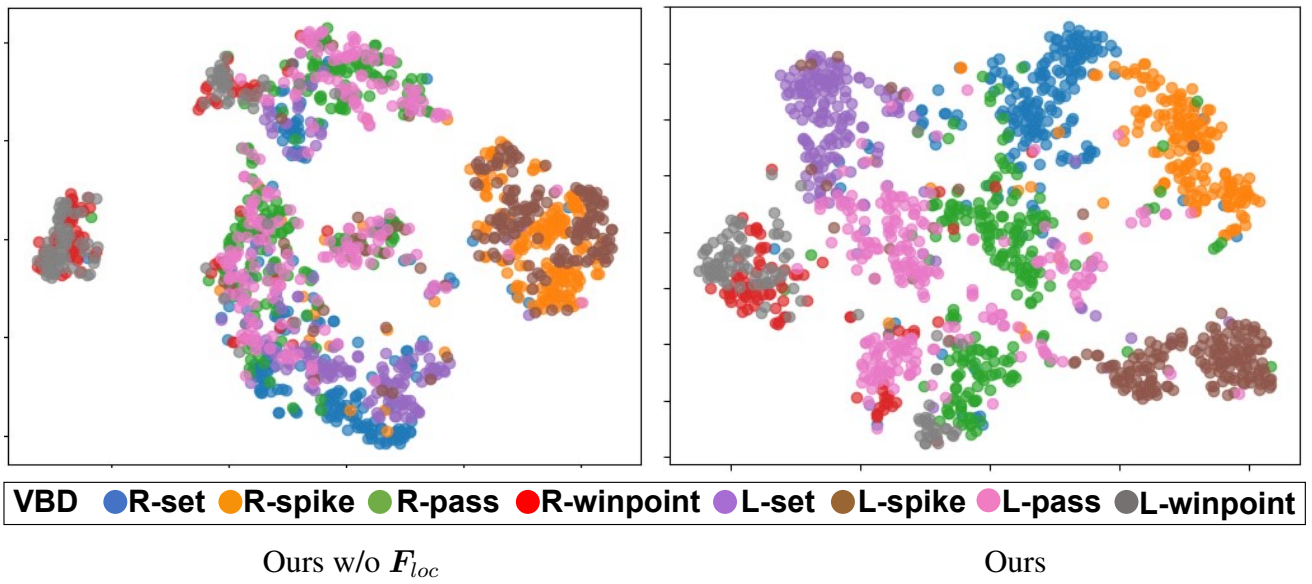 VBD R-set R-spike R-pass R-winpoint L-set L-spike L-pass L-winpoint
Ours w/o F_loc
Ours